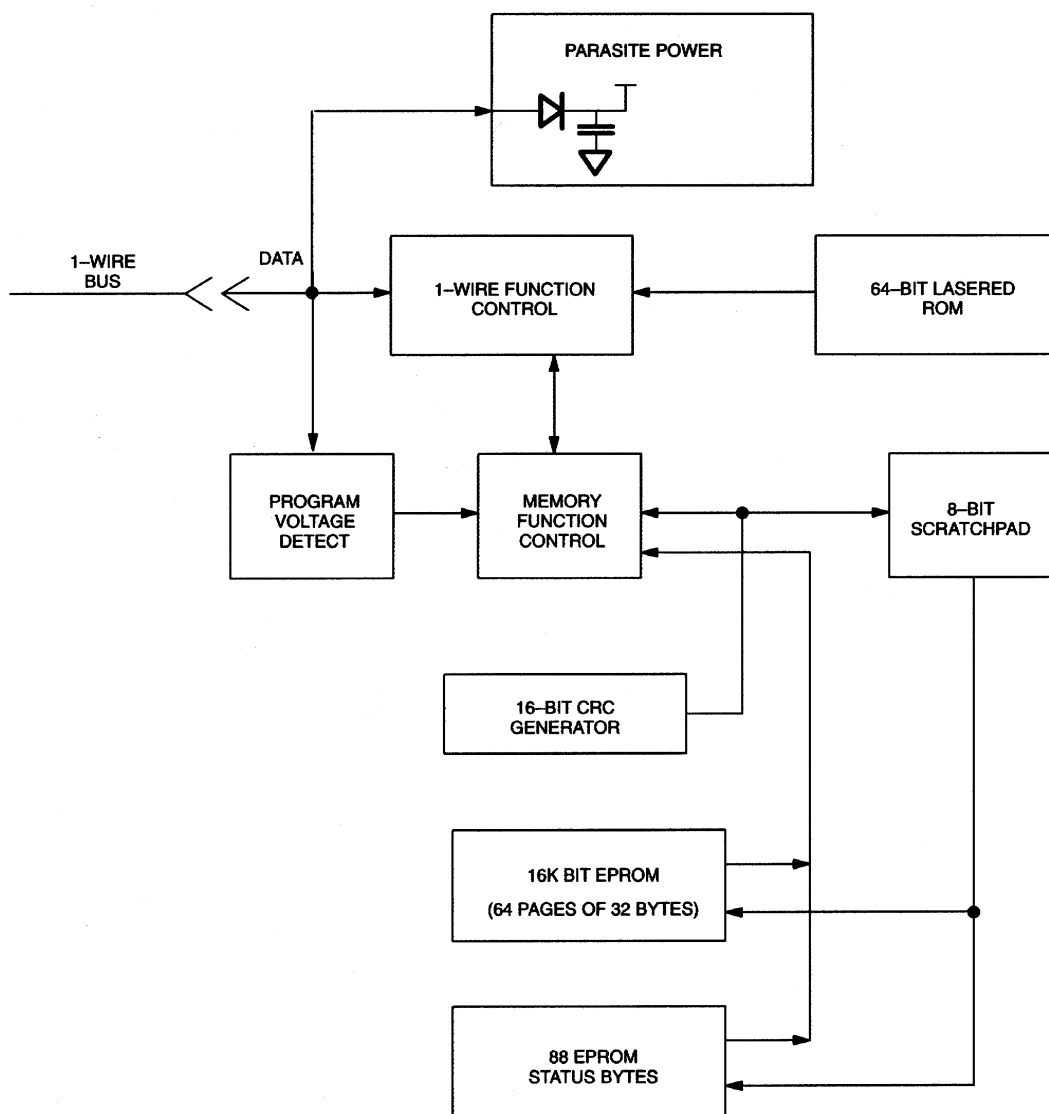 PARASITE POWER
1–WIRE
BUS
DATA
1–WIRE FUNCTION
CONTROL
64–BIT LASERED
ROM
PROGRAM
VOLTAGE
DETECT
MEMORY
FUNCTION
CONTROL
8–BIT
SCRATCHPAD
16–BIT CRC
GENERATOR
16K BIT EPROM
(64 PAGES OF 32 BYTES)
88 EPROM
STATUS BYTES